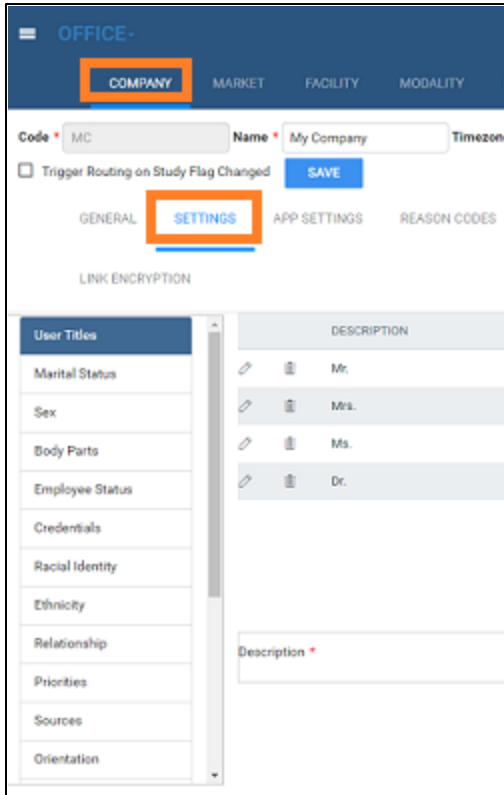 OFFICE-
COMPANY MARKET FACILITY MODALITY
Code * MC Name * My Company Timezon
Trigger Routing on Study Flag Changed SAVE
GENERAL SETTINGS APP SETTINGS REASON CODES
LINK ENCRYPTION
User Titles
Marital Status
Sex
Body Parts
Employee Status
Credentials
Racial Identity
Ethnicity
Relationship
Priorities
Sources
Orientation
DESCRIPTION
Mr.
Mrs.
Ms.
Dr.
Description *